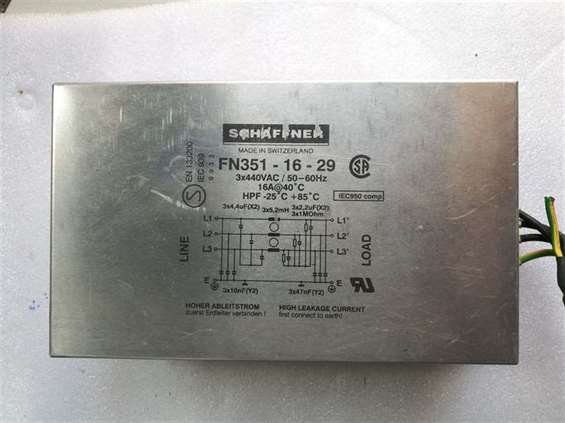 SCHAFFNER
MADE IN SWITZERLAND
FN351 - 16 - 29
3x440VAC / 50-60Hz
16A@40°C
HPF -25°C +85°C
IEC950 comp
EN 133200
IEC 939
3x4,4uF(X2)
3x5,2mH
3x2,2uF(X2)
3x1MOhm
L1
L1'
L2
L2'
L3
L3'
LINE
LOAD
E
E
3x10nF(Y2)
3x47nF(Y2)
HOHER ABLEITSTROM
zuerst Erdleiter verbinden !
HIGH LEAKAGE CURRENT
first connect to earth!